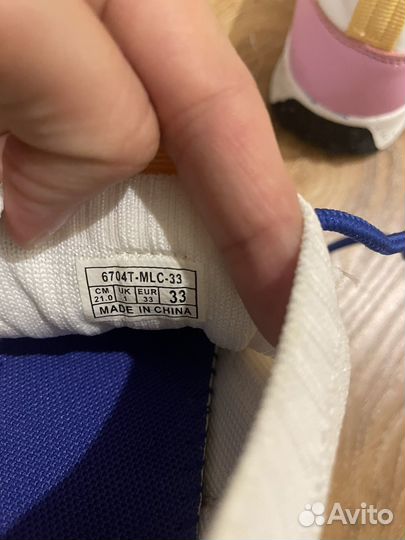 6704T-MLC-33
CM UK EUR 33
21.0 1 33
MADE IN CHINA
Avito